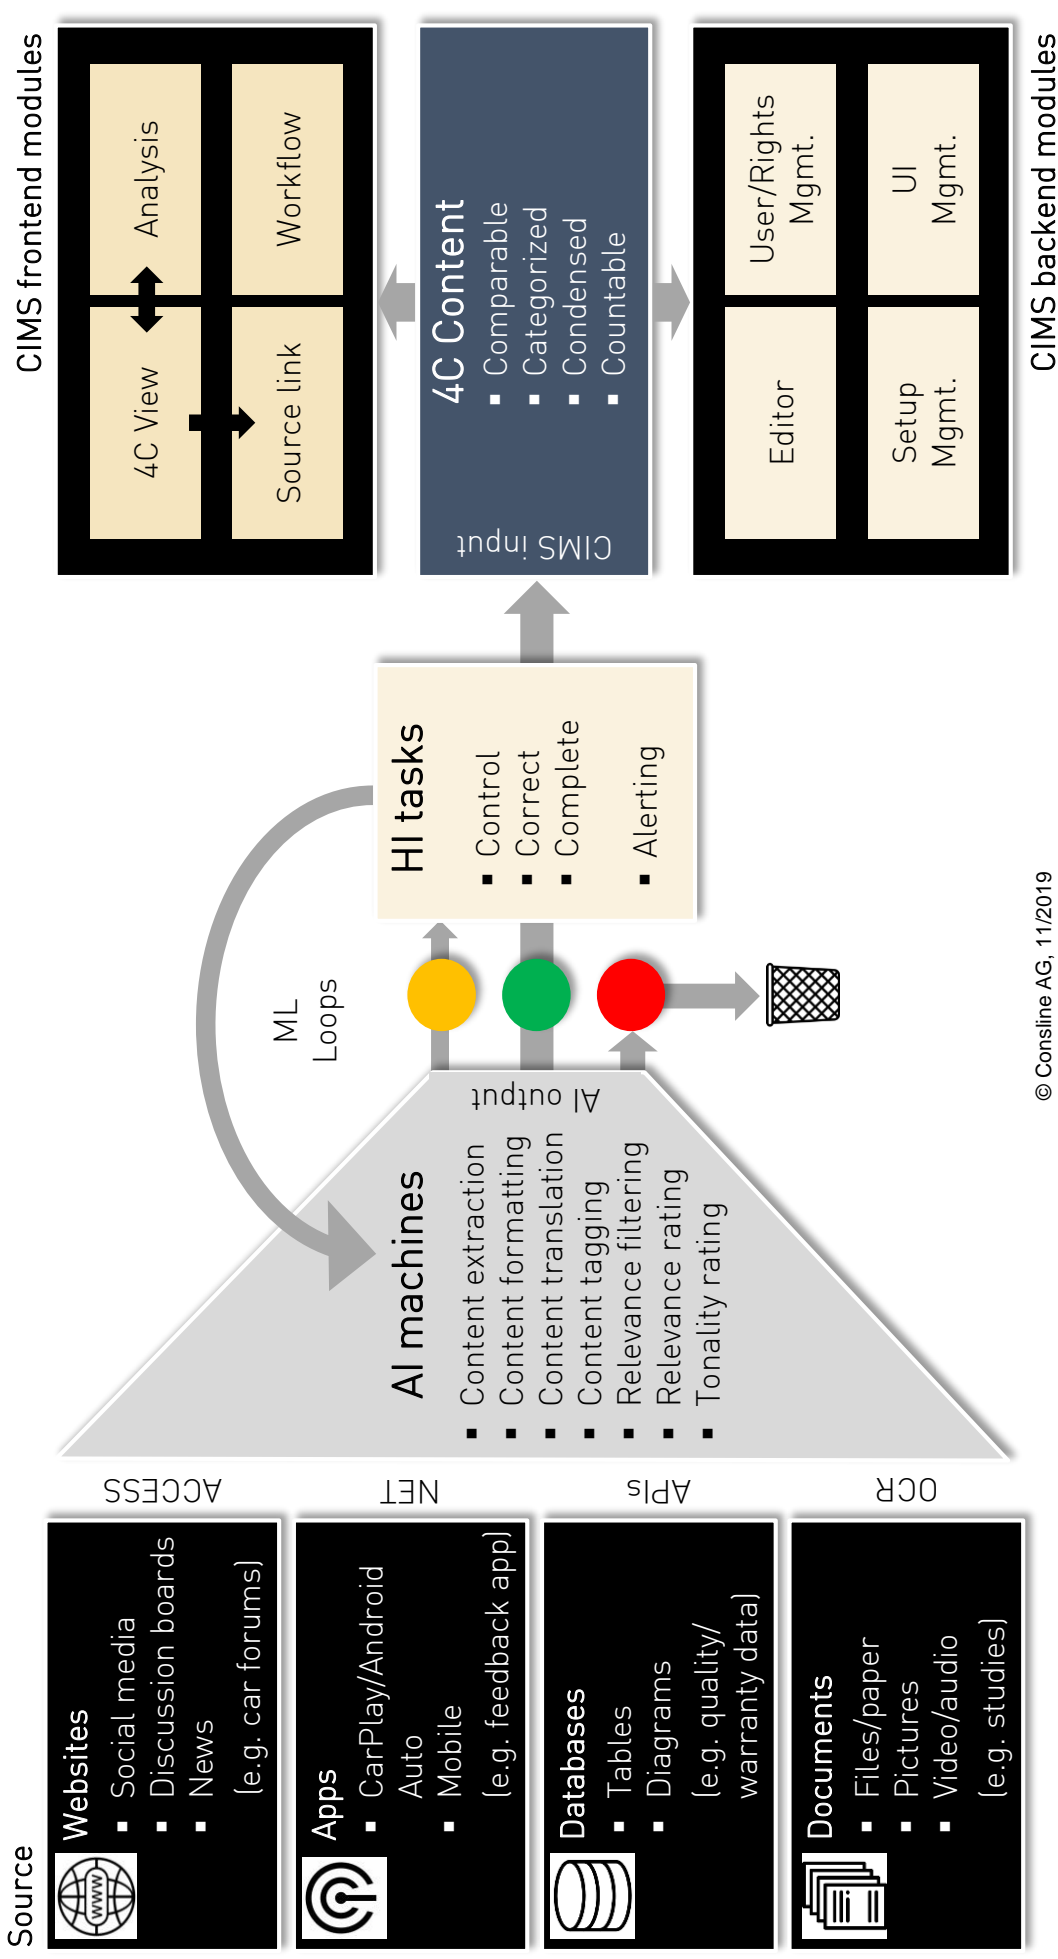 Source
Websites
▪ Social media
▪ Discussion boards
▪ News
(e.g. car forums)
WWW
Apps
▪ CarPlay/Android
Auto
▪ Mobile
(e.g. feedback app)
Databases
▪ Tables
▪ Diagrams
(e.g. quality/
warranty data)
Documents
▪ Files/paper
▪ Pictures
▪ Video/audio
(e.g. studies)
ACCESS
NET
APIs
OCR
AI machines
▪ Content extraction
▪ Content formatting
▪ Content translation
▪ Content tagging
▪ Relevance filtering
▪ Relevance rating
▪ Tonality rating
AI output
ML
Loops
HI tasks
▪ Control
▪ Correct
▪ Complete
▪ Alerting
CIMS input
4C Content
▪ Comparable
▪ Categorized
▪ Condensed
▪ Countable
CIMS frontend modules
4C View
Analysis
Source link
Workflow
Editor
User/Rights
Mgmt.
Setup
Mgmt.
UI
Mgmt.
CIMS backend modules
© Consline AG, 11/2019